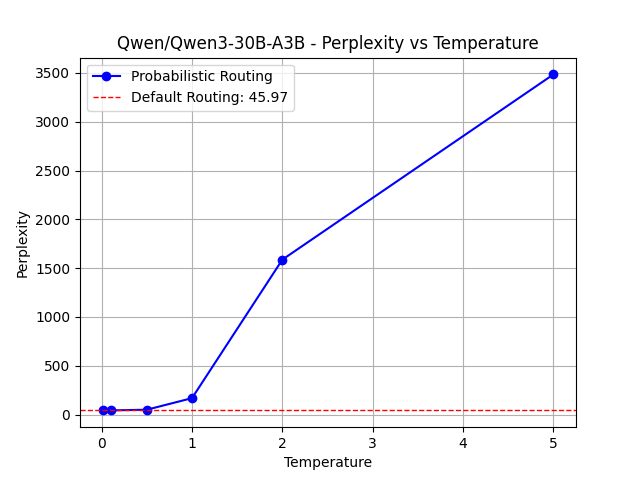 Qwen/Qwen3-30B-A3B - Perplexity vs Temperature
Probabilistic Routing
Default Routing: 45.97
3500
3000
2500
2000
1500
1000
500
0
Perplexity
0 1 2 3 4 5
Temperature